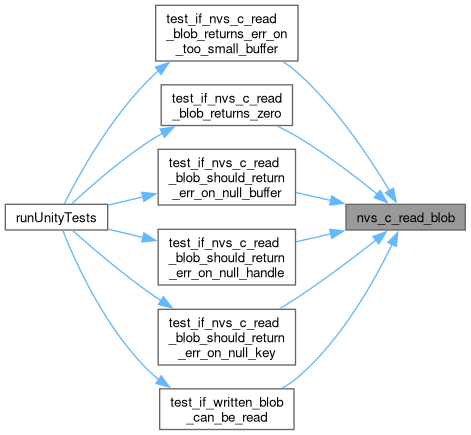 test_if_nvs_c_read
_blob_returns_err_on
_too_small_buffer
test_if_nvs_c_read
_blob_returns_zero
test_if_nvs_c_read
_blob_should_return
_err_on_null_buffer
runUnityTests
nvs_c_read_blob
test_if_nvs_c_read
_blob_should_return
_err_on_null_handle
test_if_nvs_c_read
_blob_should_return
_err_on_null_key
test_if_written_blob
_can_be_read